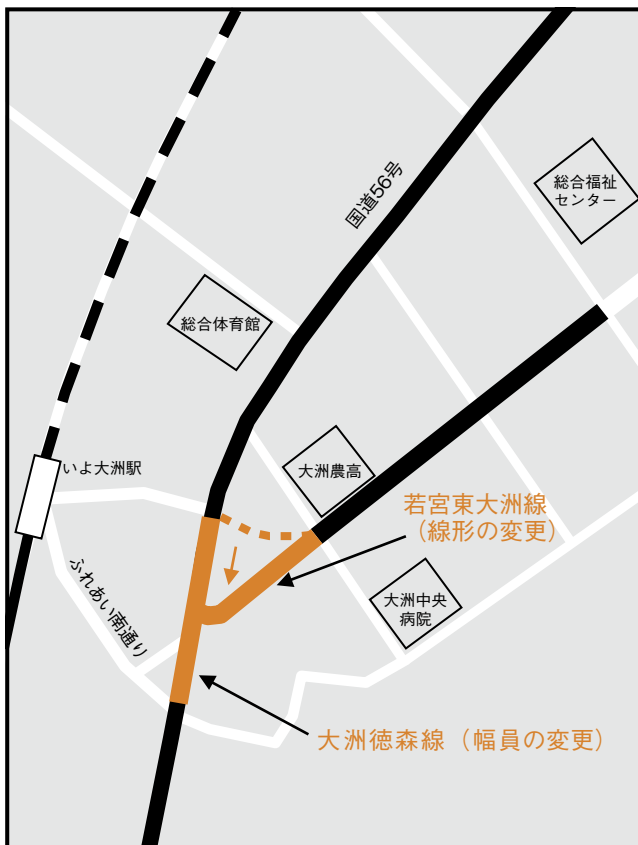 国道56号
総合福祉
センター
総合体育館
いよ大洲駅
大洲農高
若宮東大洲線
（線形の変更）
ふれあい南通り
大洲中央
病院
大洲徳森線（幅員の変更）